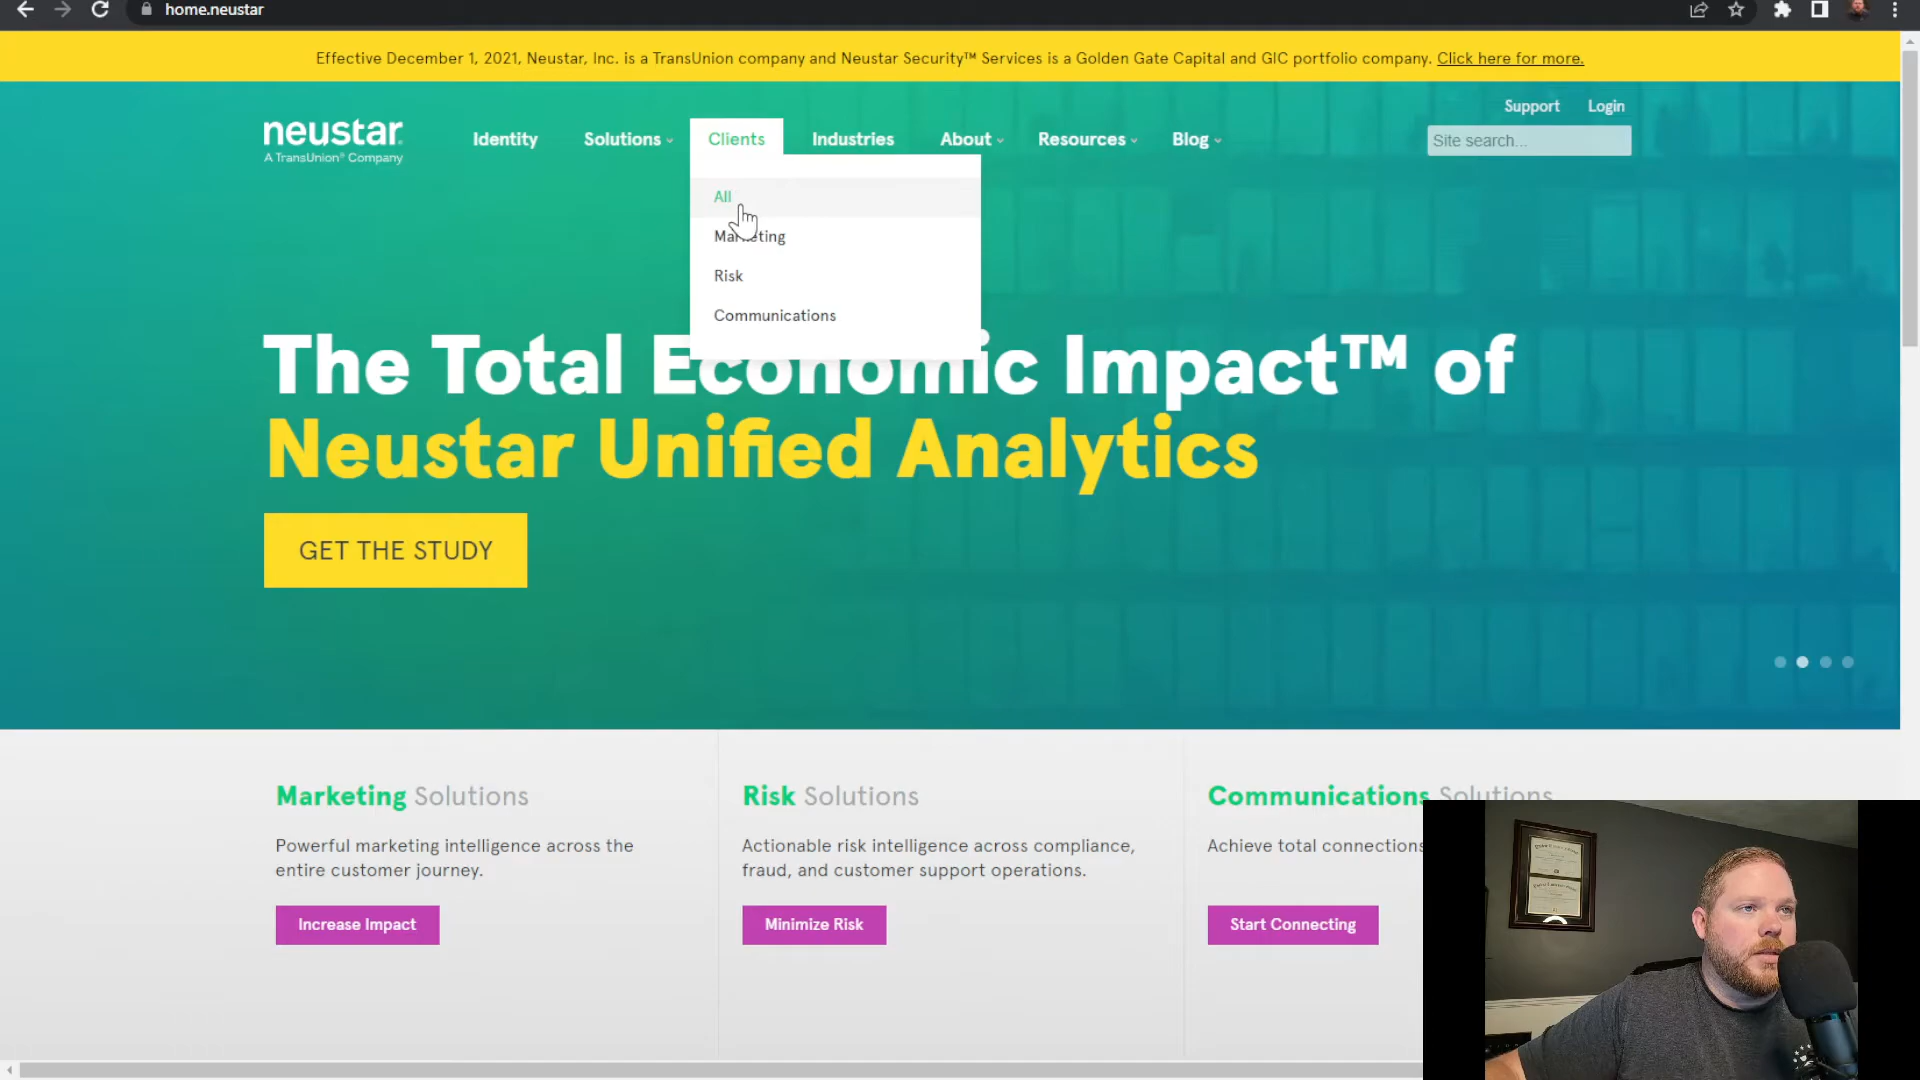 home.neustar
Effective December 1, 2021, Neustar, Inc. is a TransUnion company and Neustar Security™ Services is a Golden Gate Capital and GIC portfolio company. Click here for more.
Support Login
neustar
A TransUnion® Company
Identity Solutions Clients Industries About Resources Blog
Site search...
All
Marketing
Risk
Communications
The Total Economic Impact™ of
Neustar Unified Analytics
GET THE STUDY
Marketing Solutions
Powerful marketing intelligence across the
entire customer journey.
Increase Impact
Risk Solutions
Actionable risk intelligence across compliance,
fraud, and customer support operations.
Minimize Risk
Communications Solutions
Achieve total connections
Start Connecting